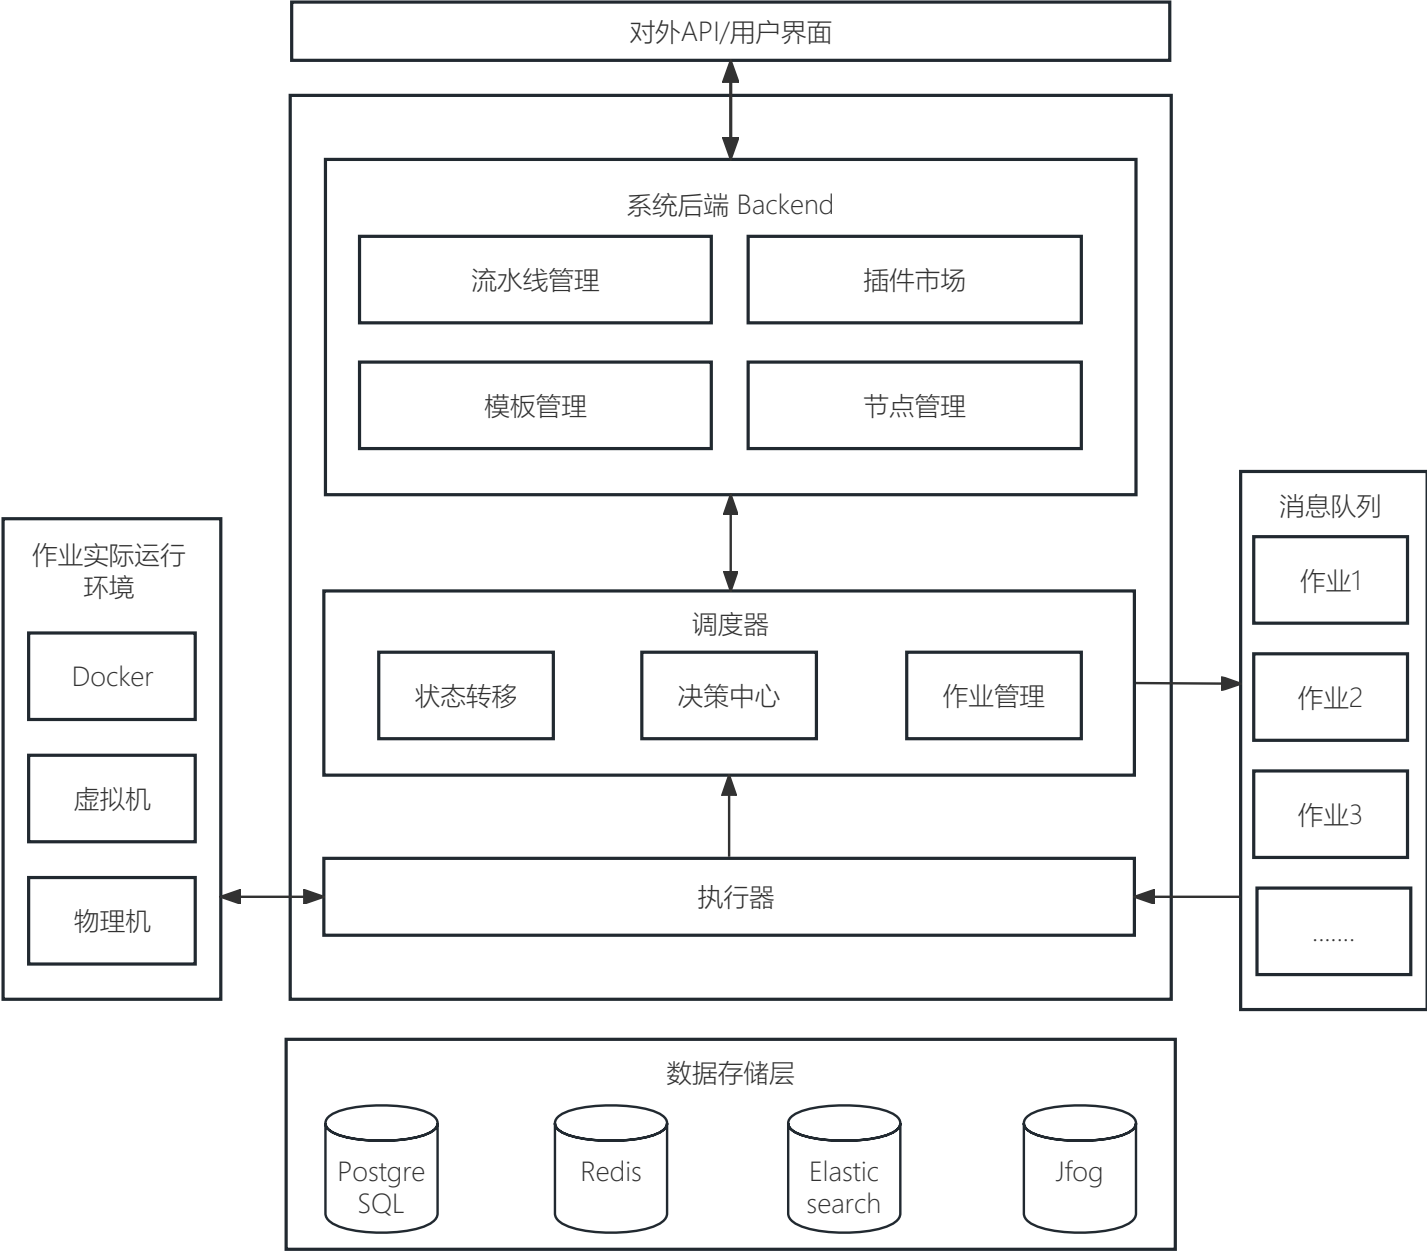 对外API/用户界面
系统后端 Backend
流水线管理
插件市场
模板管理
节点管理
调度器
状态转移
决策中心
作业管理
执行器
作业实际运行
环境
Docker
虚拟机
物理机
消息队列
作业1
作业2
作业3
.......
数据存储层
Postgre
SQL
Redis
Elastic
search
Jfog